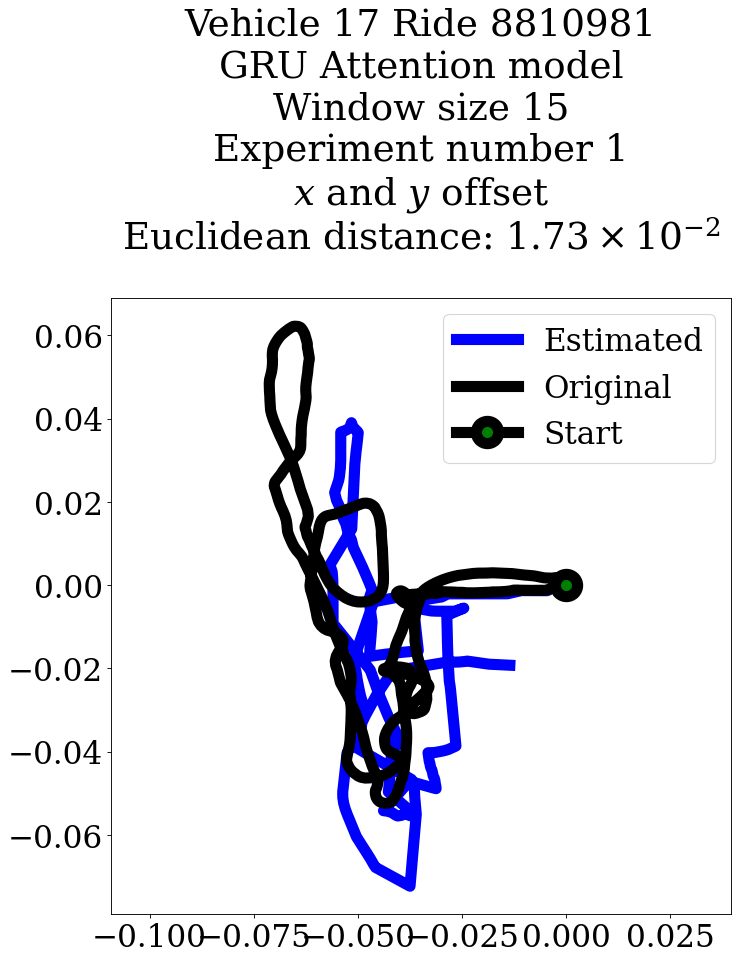 Vehicle 17 Ride 8810981
GRU Attention model
Window size 15
Experiment number 1
x and y offset
Euclidean distance: 1.73 × 10⁻²
Estimated
Original
Start
0.06
0.04
0.02
0.00
−0.02
−0.04
−0.06
−0.100 −0.075 −0.050 −0.025 0.000 0.025